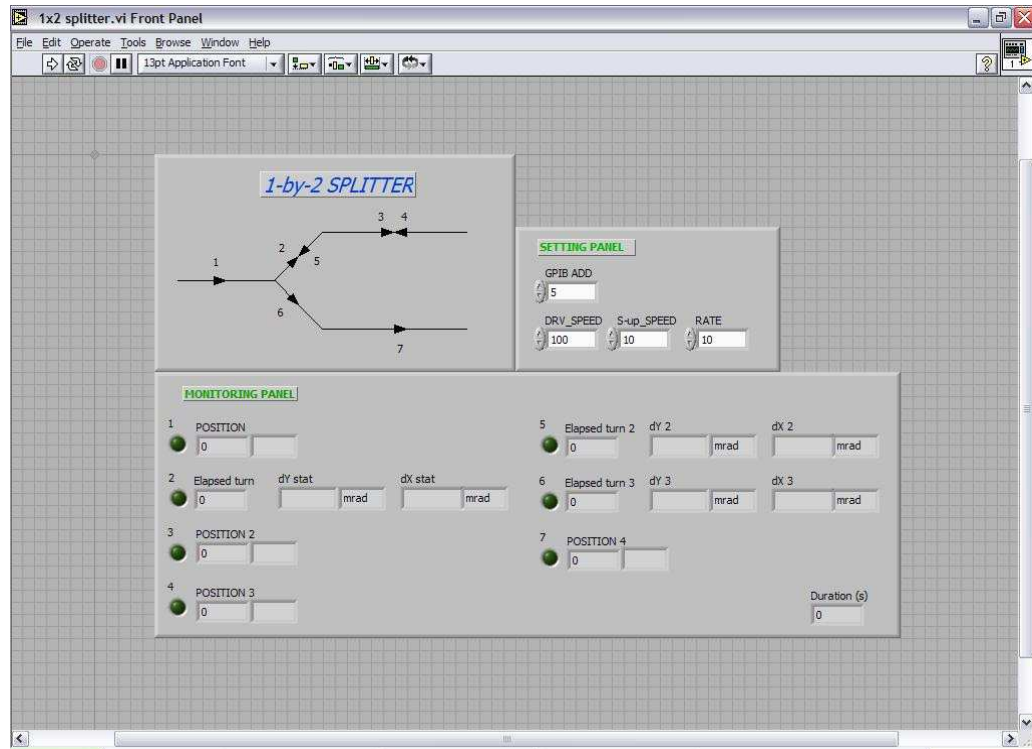 1x2 splitter.vi Front Panel
File Edit Operate Tools Browse Window Help
13pt Application Font
1
1-by-2 SPLITTER
3 4
2
5
1
6
7
SETTING PANEL
GPIB ADD
5
DRV_SPEED S-up_SPEED RATE
100 10 10
MONITORING PANEL
1 POSITION
0
2 Elapsed turn dY stat dX stat
0 mrad mrad
3 POSITION 2
0
4 POSITION 3
0
5 Elapsed turn 2 dY 2 dX 2
0 mrad mrad
6 Elapsed turn 3 dY 3 dX 3
0 mrad mrad
7 POSITION 4
0
Duration (s)
0